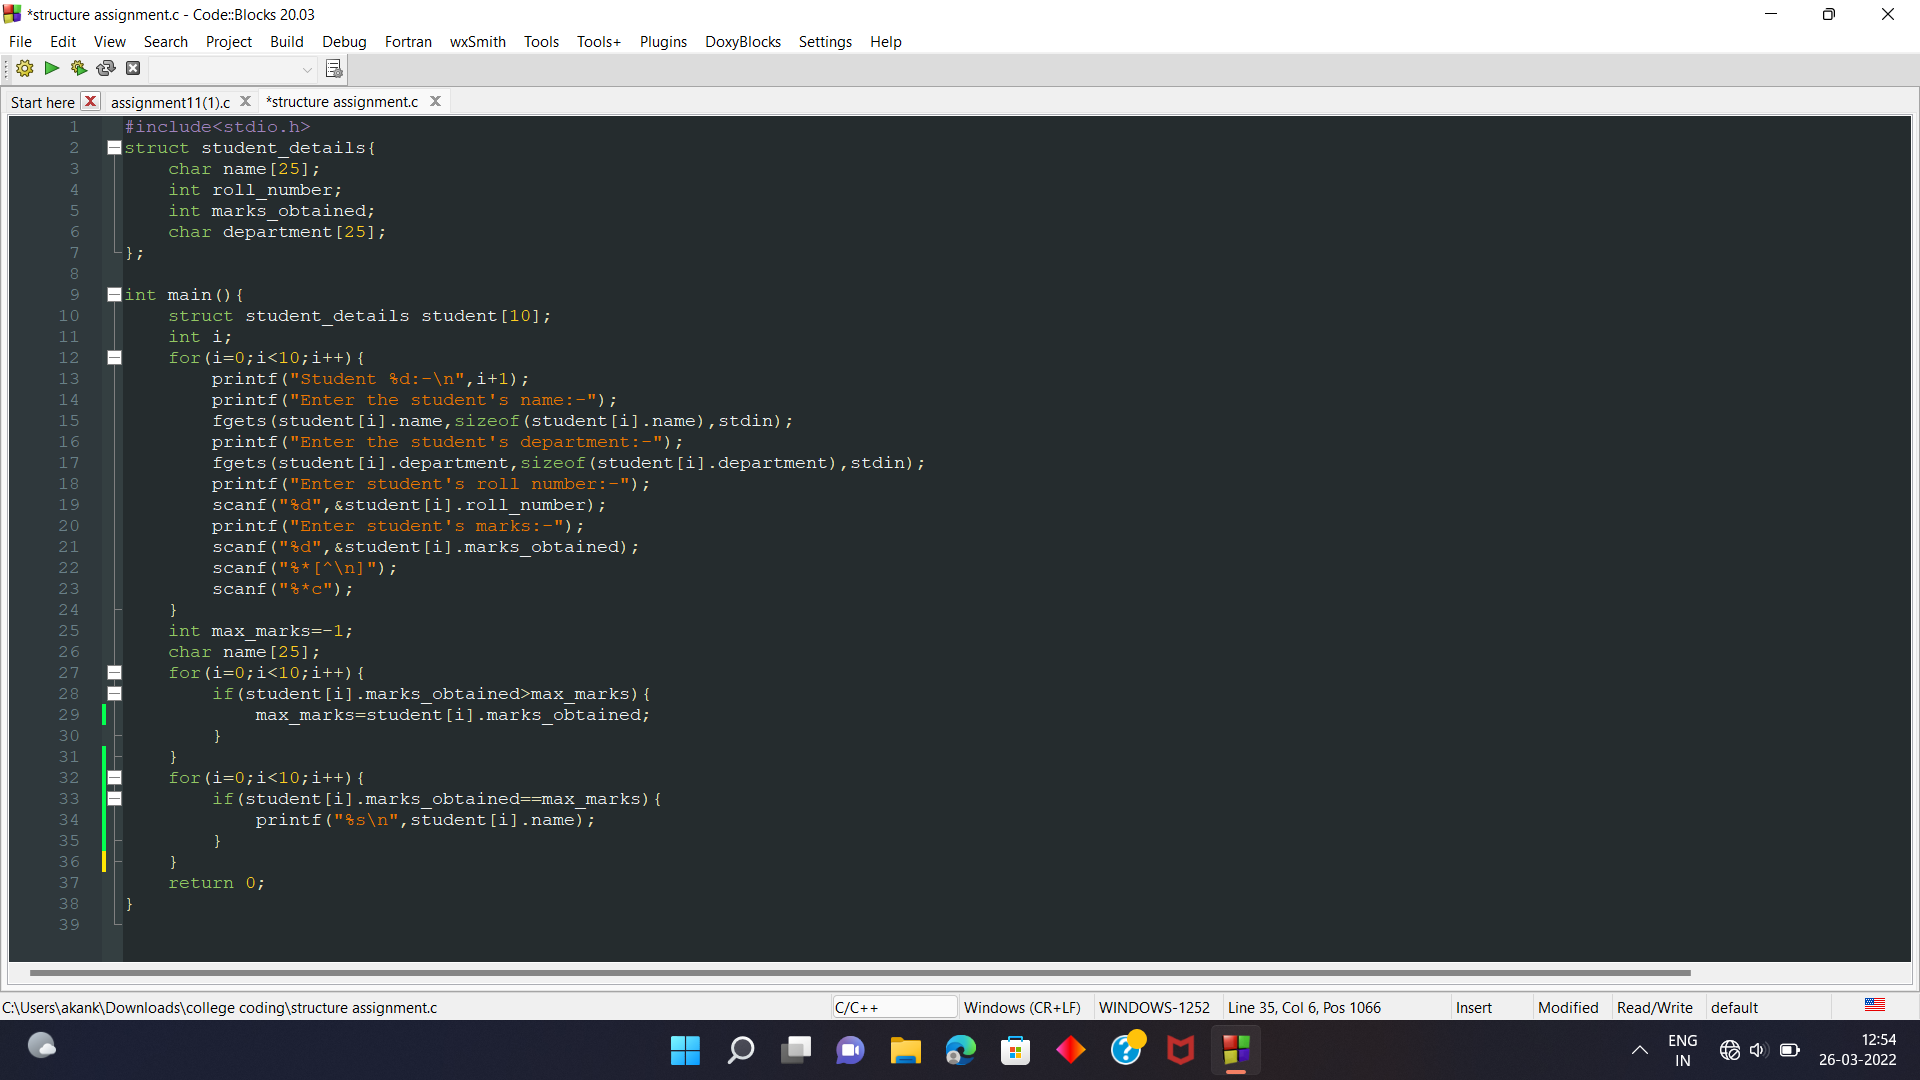 *structure assignment.c - Code::Blocks 20.03
File Edit View Search Project Build Debug Fortran wxSmith Tools Tools+ Plugins DoxyBlocks Settings Help
Start here assignment11(1).c *structure assignment.c
1 #include<stdio.h>
2 struct student_details{
3 char name[25];
4 int roll_number;
5 int marks_obtained;
6 char department[25];
7 };
8
9 int main(){
10 struct student_details student[10];
11 int i;
12 for(i=0;i<10;i++){
13 printf("Student %d:-\n",i+1);
14 printf("Enter the student's name:-");
15 fgets(student[i].name,sizeof(student[i].name),stdin);
16 printf("Enter the student's department:-");
17 fgets(student[i].department,sizeof(student[i].department),stdin);
18 printf("Enter student's roll number:-");
19 scanf("%d",&student[i].roll_number);
20 printf("Enter student's marks:-");
21 scanf("%d",&student[i].marks_obtained);
22 scanf("%*[^\n]");
23 scanf("%*c");
24 }
25 int max_marks=-1;
26 char name[25];
27 for(i=0;i<10;i++){
28 if(student[i].marks_obtained>max_marks){
29 max_marks=student[i].marks_obtained;
30 }
31 }
32 for(i=0;i<10;i++){
33 if(student[i].marks_obtained==max_marks){
34 printf("%s\n",student[i].name);
35 }
36 }
37 return 0;
38 }
39
C:\Users\akank\Downloads\college coding\structure assignment.c C/C++ Windows (CR+LF) WINDOWS-1252 Line 35, Col 6, Pos 1066 Insert Modified Read/Write default
ENG
IN
12:54
26-03-2022